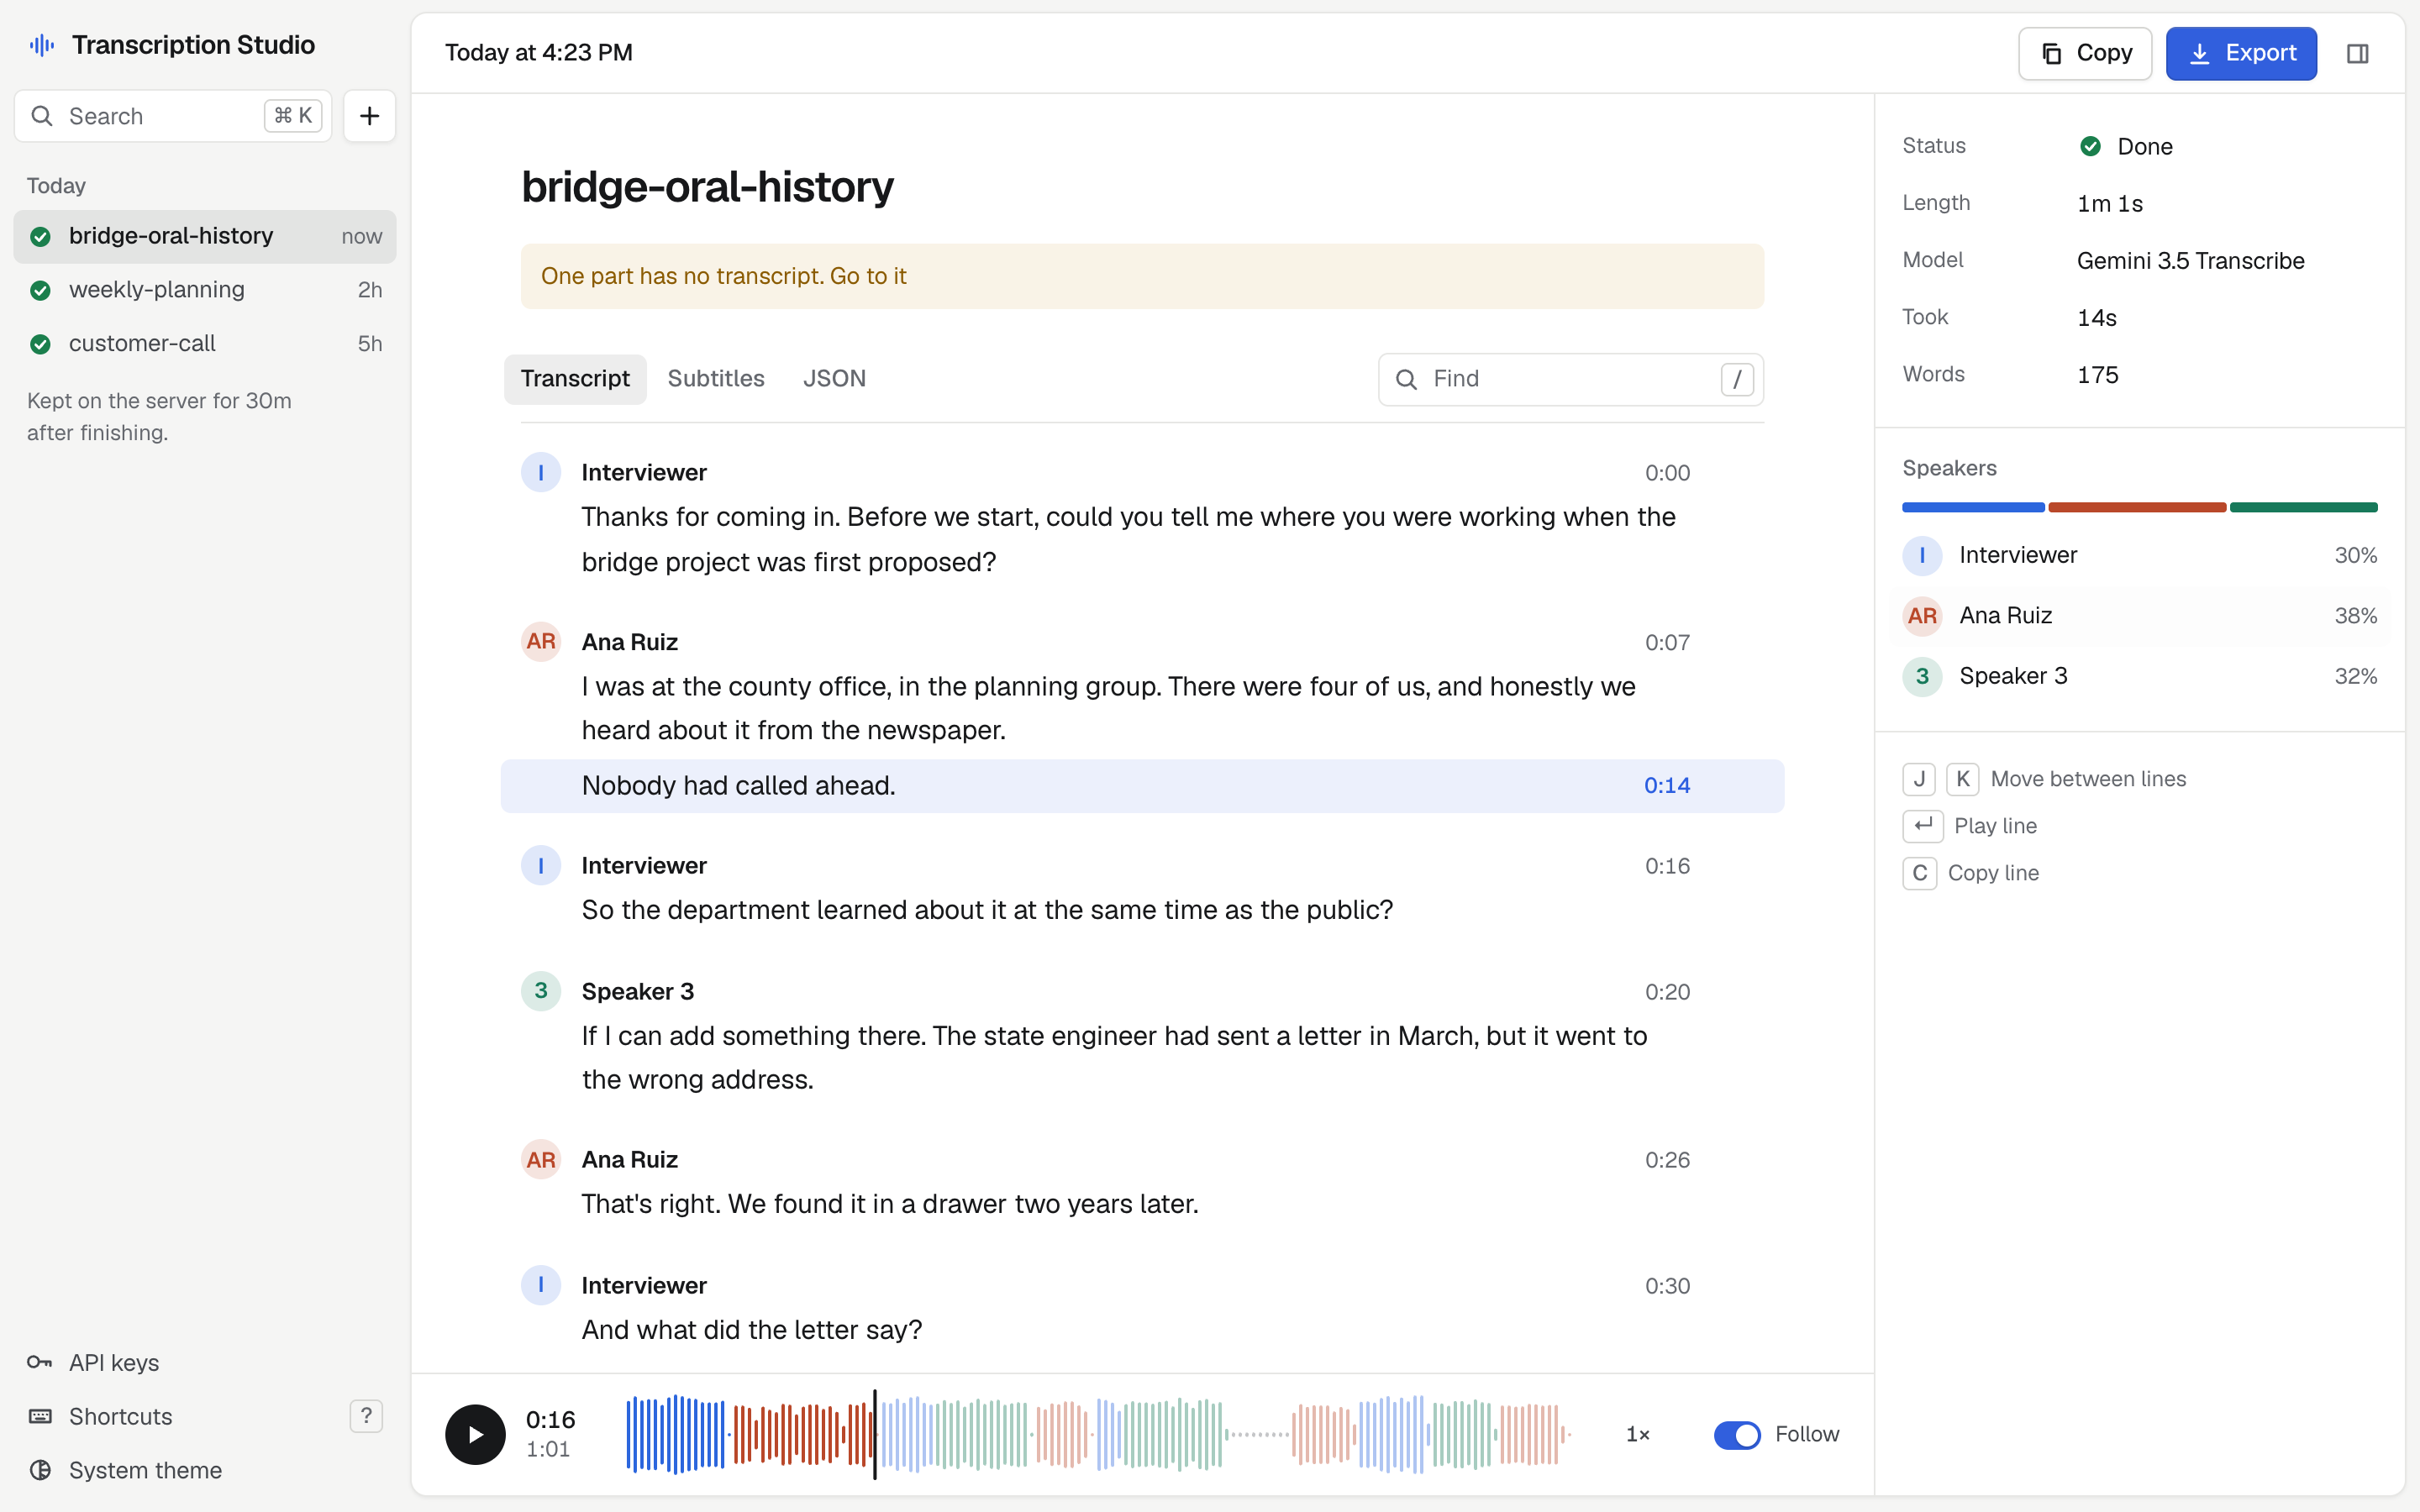 Transcription Studio
Search
⌘ K
+
Today
bridge-oral-history now
weekly-planning 2h
customer-call 5h
Kept on the server for 30m
after finishing.
API keys
Shortcuts ?
System theme
Today at 4:23 PM
Copy
Export
bridge-oral-history
One part has no transcript. Go to it
Transcript Subtitles JSON
Find /
I Interviewer 0:00
Thanks for coming in. Before we start, could you tell me where you were working when the
bridge project was first proposed?
AR Ana Ruiz 0:07
I was at the county office, in the planning group. There were four of us, and honestly we
heard about it from the newspaper.
Nobody had called ahead. 0:14
I Interviewer 0:16
So the department learned about it at the same time as the public?
3 Speaker 3 0:20
If I can add something there. The state engineer had sent a letter in March, but it went to
the wrong address.
AR Ana Ruiz 0:26
That's right. We found it in a drawer two years later.
I Interviewer 0:30
And what did the letter say?
0:16
1:01
1×
Follow
Status Done
Length 1m 1s
Model Gemini 3.5 Transcribe
Took 14s
Words 175
Speakers
I Interviewer 30%
AR Ana Ruiz 38%
3 Speaker 3 32%
J K Move between lines
↵ Play line
C Copy line